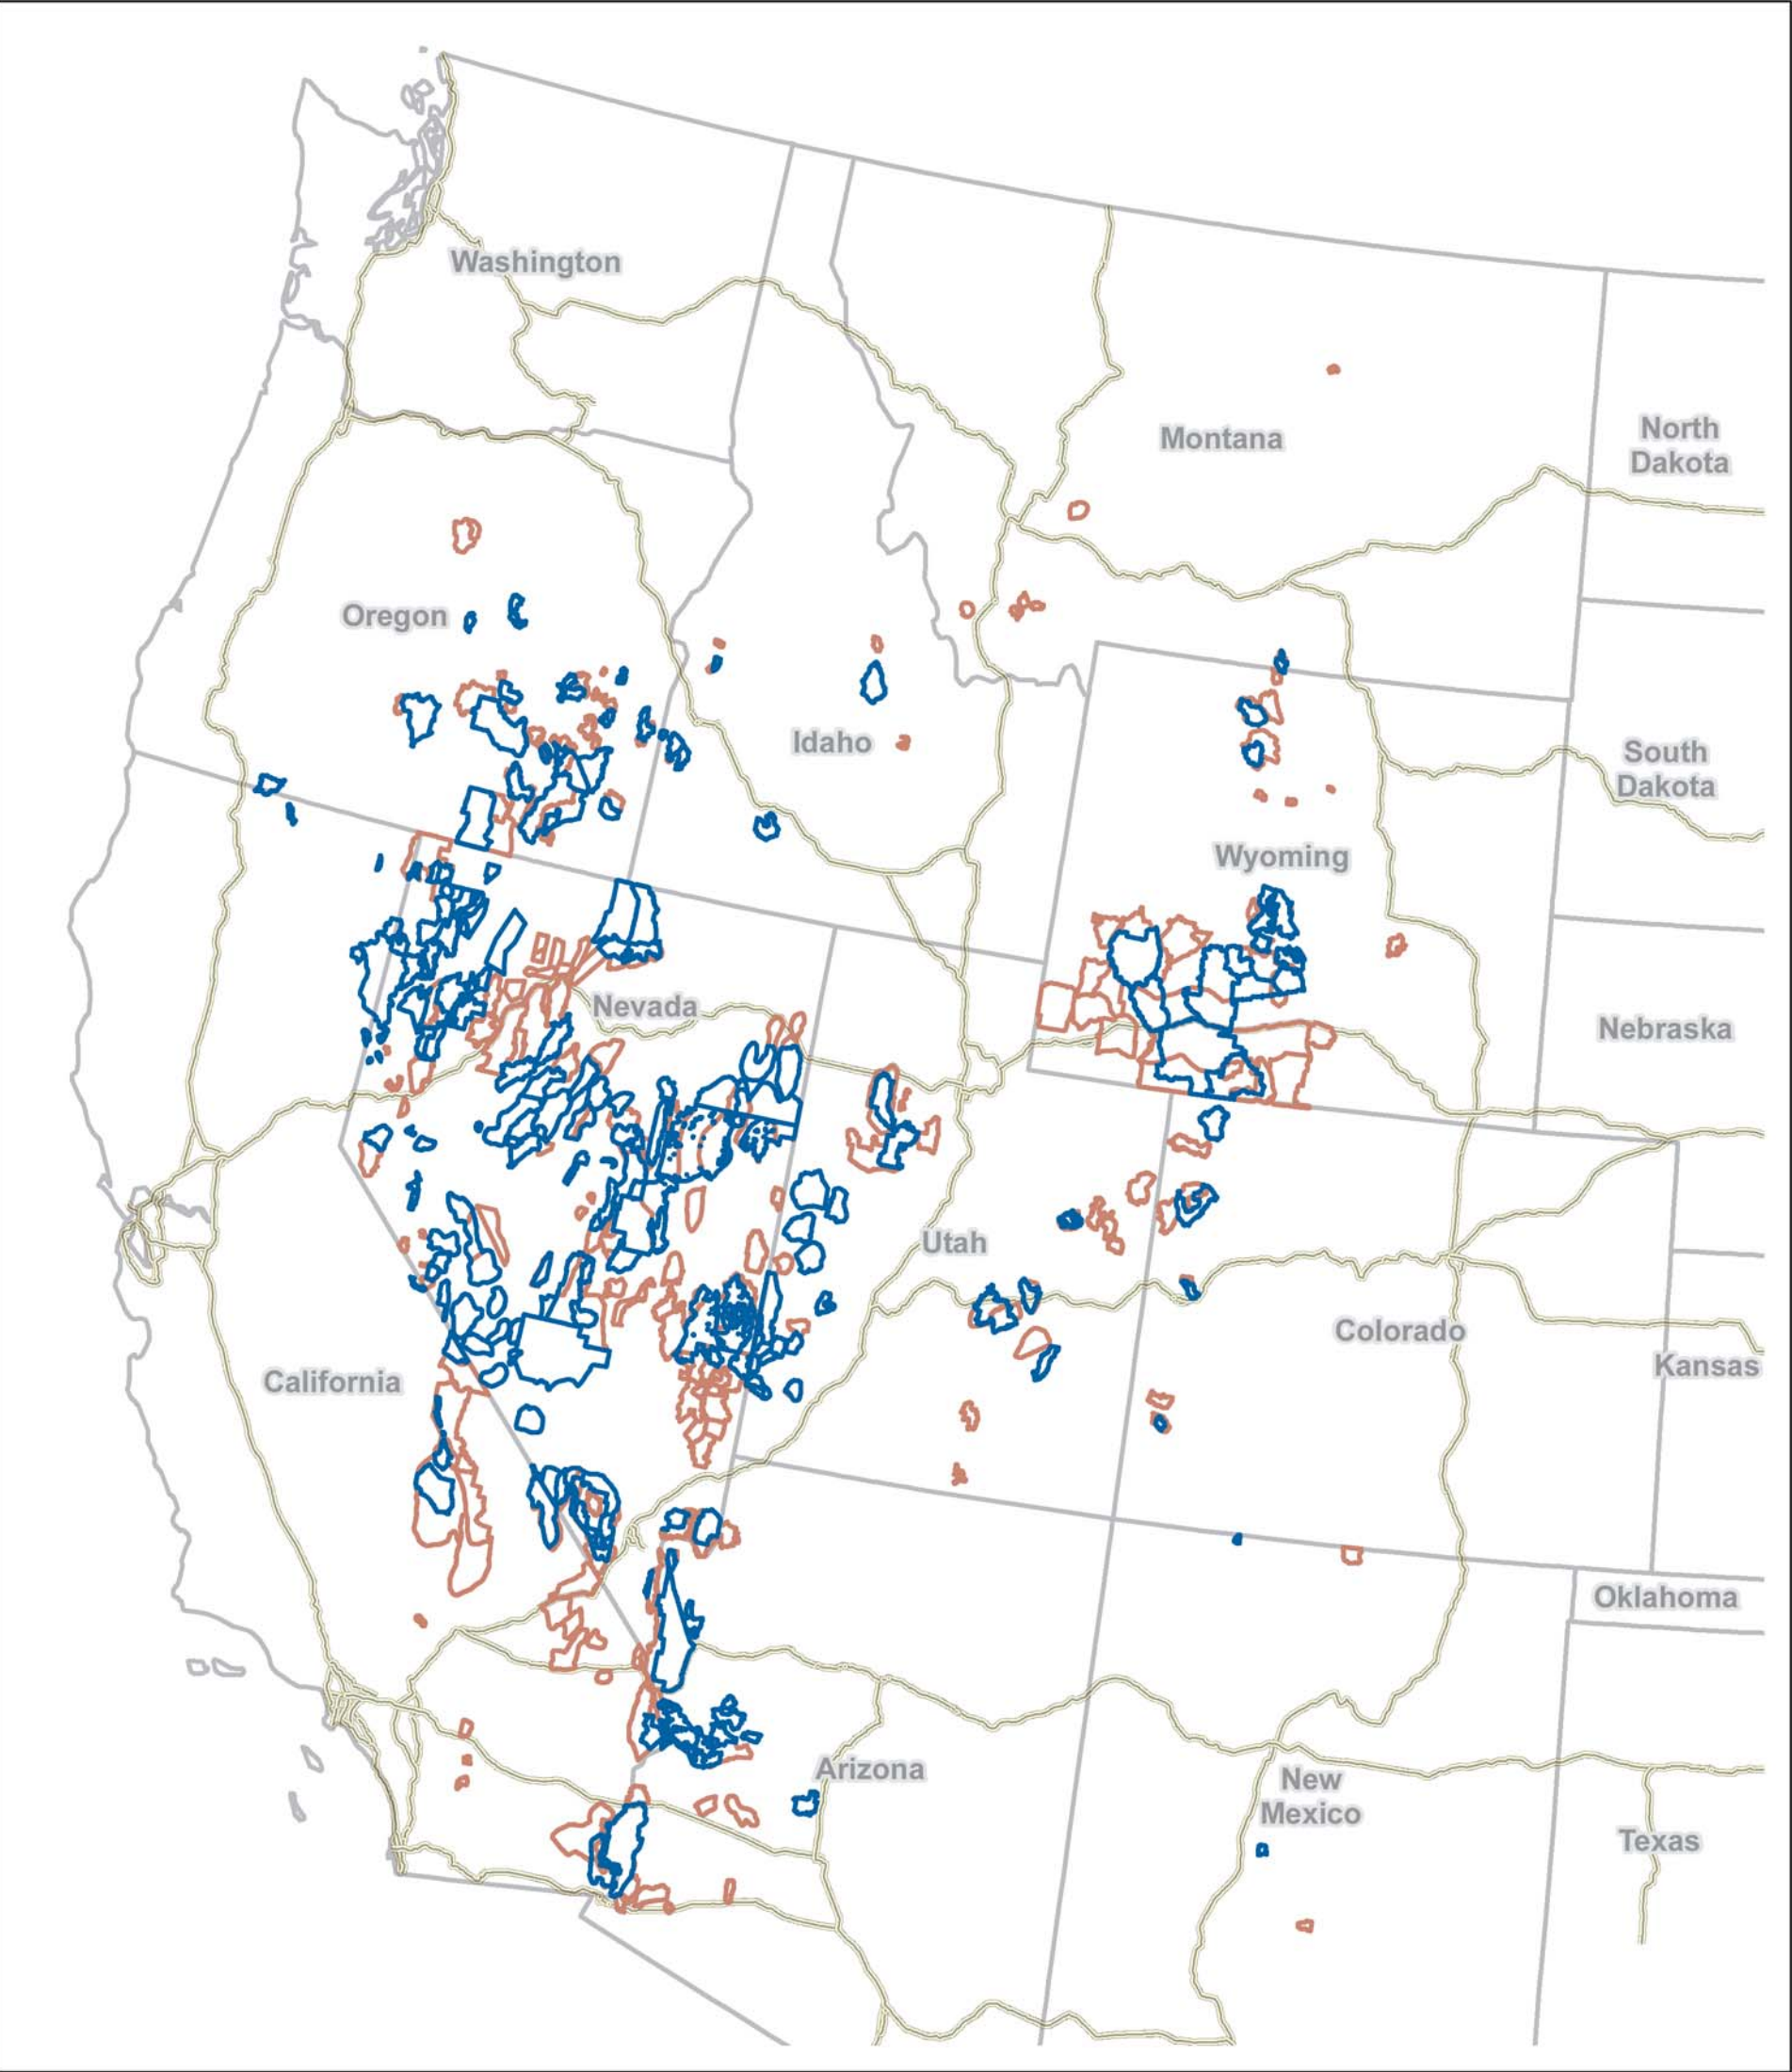 Washington
Montana
North
Dakota
Oregon
Idaho
South
Dakota
Wyoming
Nevada
Nebraska
Utah
Colorado
Kansas
California
Oklahoma
Arizona
New
Mexico
Texas